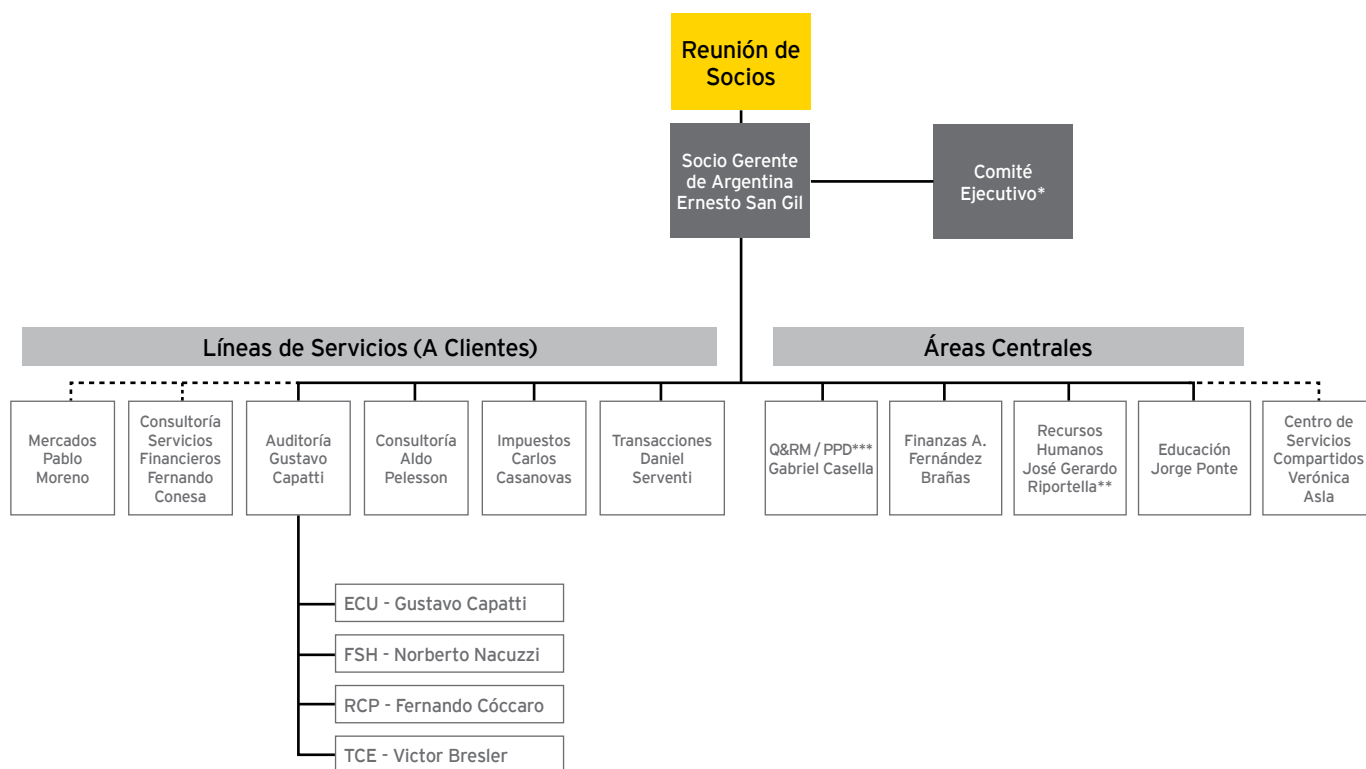 Reunión de
Socios
Socio Gerente
de Argentina
Ernesto San Gil
Comité
Ejecutivo*
Líneas de Servicios (A Clientes)
Áreas Centrales
Mercados
Pablo
Moreno
Consultoría
Servicios
Financieros
Fernando
Conesa
Auditoría
Gustavo
Capatti
Consultoría
Aldo
Pelesson
Impuestos
Carlos
Casanovas
Transacciones
Daniel
Serventi
Q&RM / PPD***
Gabriel Casella
Finanzas A.
Fernández
Brañas
Recursos
Humanos
José Gerardo
Riportella**
Educación
Jorge Ponte
Centro de
Servicios
Compartidos
Verónica
Asla
ECU - Gustavo Capatti
FSH - Norberto Nacuzzi
RCP - Fernando Cóccaro
TCE - Victor Bresler